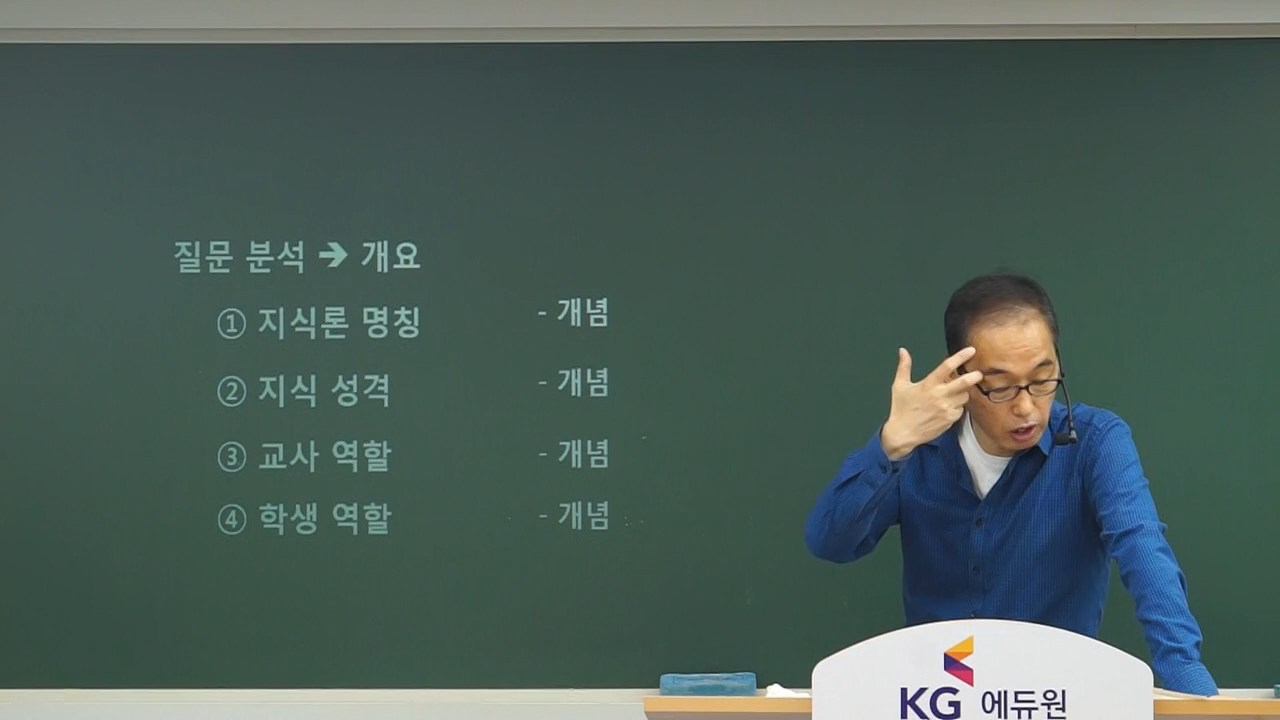 질문 분석 ➔ 개요
① 지식론 명칭 - 개념
② 지식 성격 - 개념
③ 교사 역할 - 개념
④ 학생 역할 - 개념
KG 에듀원